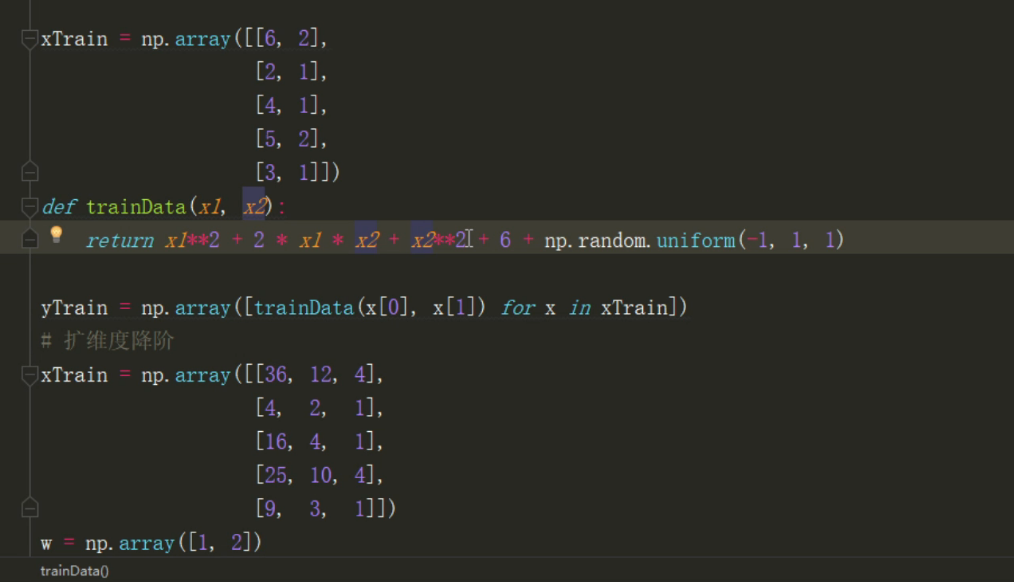 xTrain = np.array([[6, 2],
[2, 1],
[4, 1],
[5, 2],
[3, 1]])
def trainData(x1, x2):
return x1**2 + 2 * x1 * x2 + x2**2 + 6 + np.random.uniform(-1, 1, 1)
yTrain = np.array([trainData(x[0], x[1]) for x in xTrain])
# 扩维度降阶
xTrain = np.array([[36, 12, 4],
[4, 2, 1],
[16, 4, 1],
[25, 10, 4],
[9, 3, 1]])
w = np.array([1, 2])
trainData()